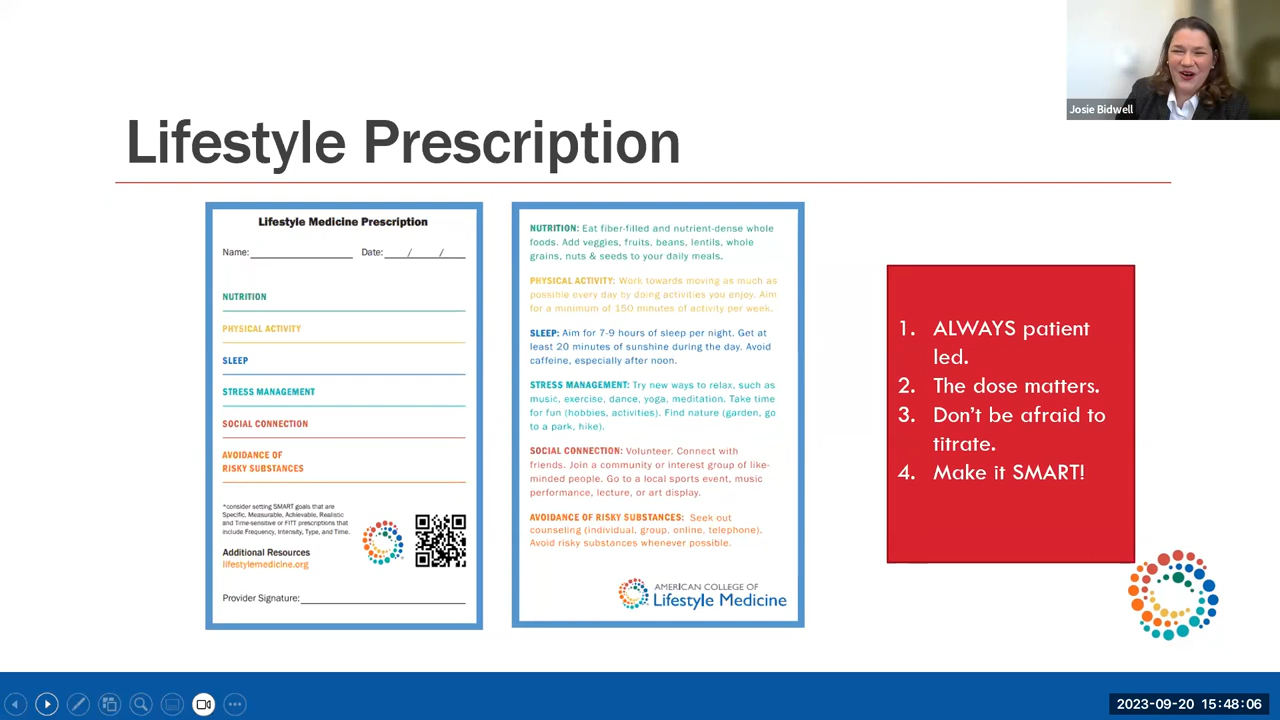 Josie Bidwell
Lifestyle Prescription
Lifestyle Medicine Prescription
Name: Date: / /
NUTRITION
PHYSICAL ACTIVITY
SLEEP
STRESS MANAGEMENT
SOCIAL CONNECTION
AVOIDANCE OF
RISKY SUBSTANCES
*consider setting SMART goals that are
Specific, Measurable, Achievable, Realistic
and Time-sensitive or FITT prescriptions that
include Frequency, Intensity, Type, and Time.
Additional Resources
lifestylemedicine.org
Provider Signature:
NUTRITION: Eat fiber-filled and nutrient-dense whole
foods. Add veggies, fruits, beans, lentils, whole
grains, nuts & seeds to your daily meals.
PHYSICAL ACTIVITY: Work towards moving as much as
possible every day by doing activities you enjoy. Aim
for a minimum of 150 minutes of activity per week.
SLEEP: Aim for 7-9 hours of sleep per night. Get at
least 20 minutes of sunshine during the day. Avoid
caffeine, especially after noon.
STRESS MANAGEMENT: Try new ways to relax, such as
music, exercise, dance, yoga, meditation. Take time
for fun (hobbies, activities). Find nature (garden, go
to a park, hike).
SOCIAL CONNECTION: Volunteer. Connect with
friends. Join a community or interest group of like-
minded people. Go to a local sports event, music
performance, lecture, or art display.
AVOIDANCE OF RISKY SUBSTANCES: Seek out
counseling (individual, group, online, telephone).
Avoid risky substances whenever possible.
AMERICAN COLLEGE OF
Lifestyle Medicine
1. ALWAYS patient
led.
2. The dose matters.
3. Don't be afraid to
titrate.
4. Make it SMART!
2023-09-20 15:48:06